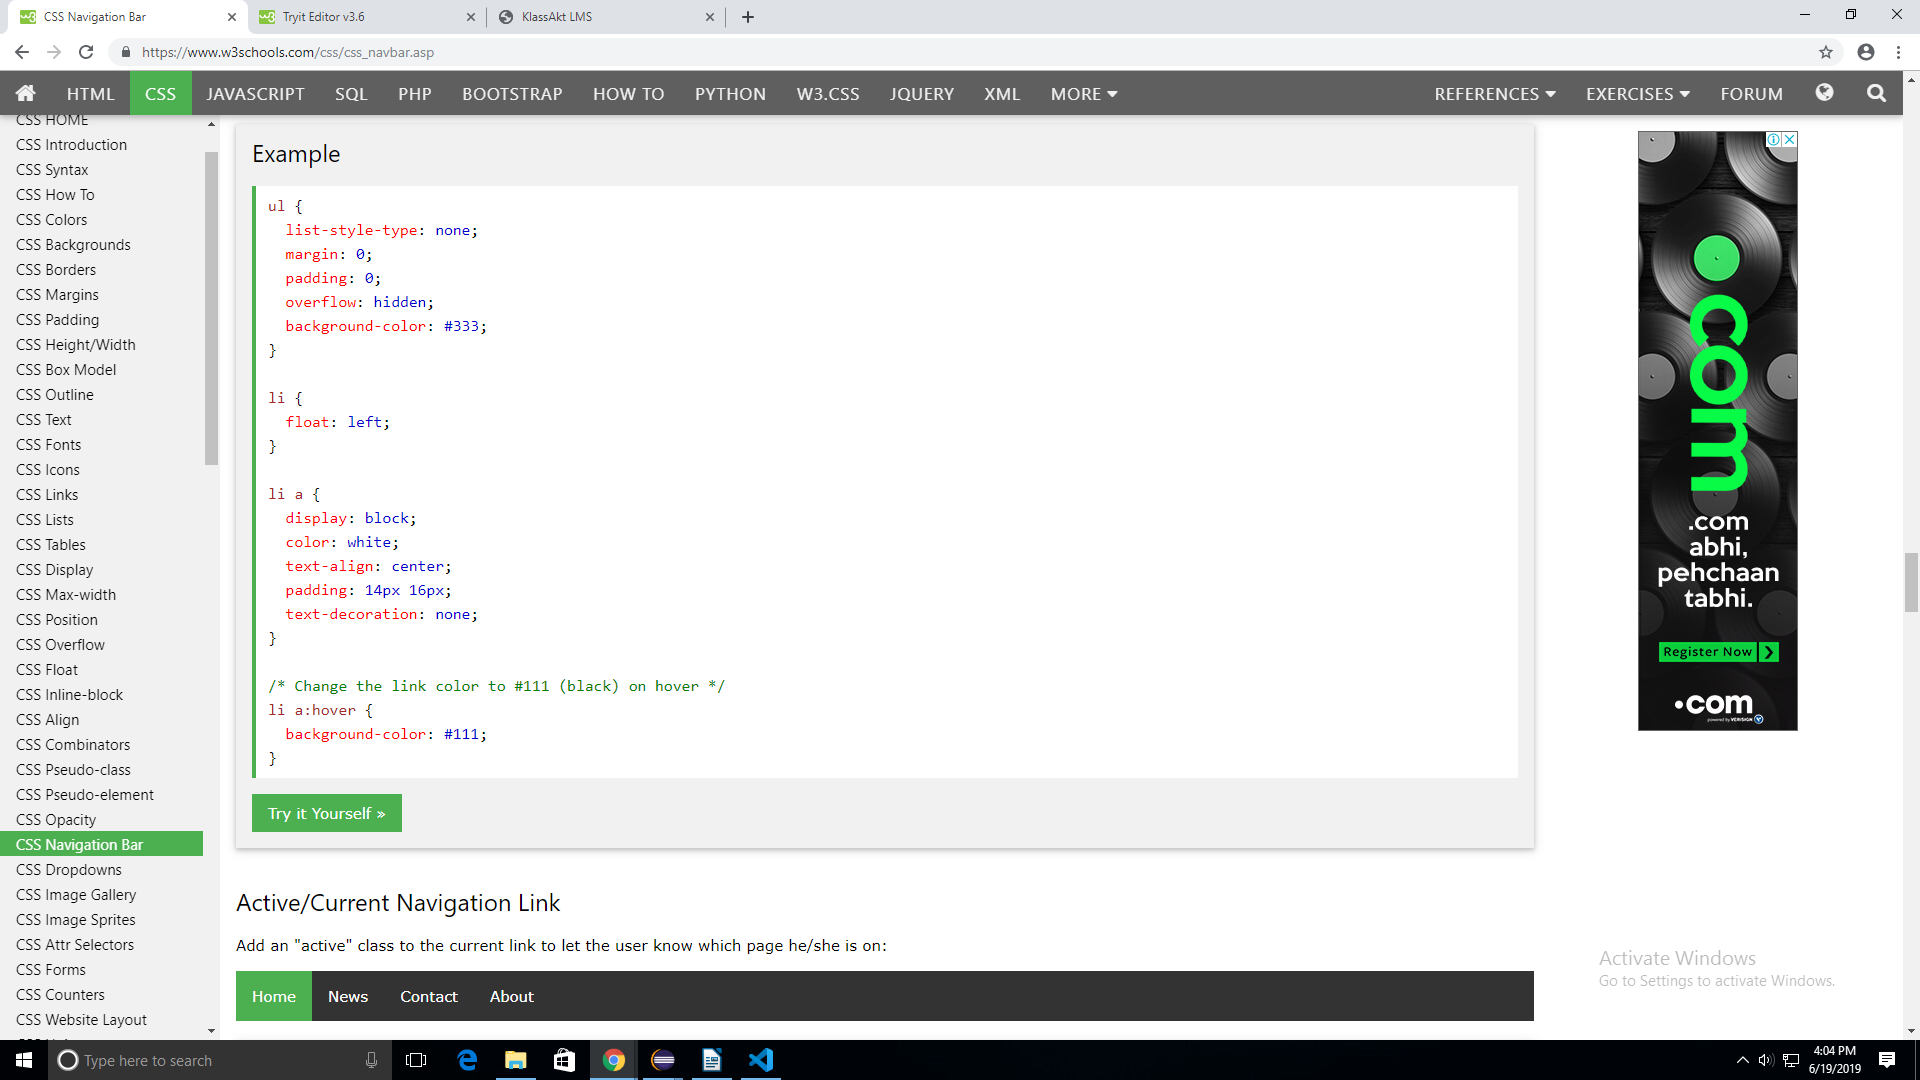 CSS Navigation Bar
Tryit Editor v3.6
KlassAkt LMS
https://www.w3schools.com/css/css_navbar.asp
HTML
CSS
JAVASCRIPT
SQL
PHP
BOOTSTRAP
HOW TO
PYTHON
W3.CSS
JQUERY
XML
MORE
REFERENCES
EXERCISES
FORUM
CSS HOME
CSS Introduction
CSS Syntax
CSS How To
CSS Colors
CSS Backgrounds
CSS Borders
CSS Margins
CSS Padding
CSS Height/Width
CSS Box Model
CSS Outline
CSS Text
CSS Fonts
CSS Icons
CSS Links
CSS Lists
CSS Tables
CSS Display
CSS Max-width
CSS Position
CSS Overflow
CSS Float
CSS Inline-block
CSS Align
CSS Combinators
CSS Pseudo-class
CSS Pseudo-element
CSS Opacity
CSS Navigation Bar
CSS Dropdowns
CSS Image Gallery
CSS Image Sprites
CSS Attr Selectors
CSS Forms
CSS Counters
CSS Website Layout
Example
ul {
  list-style-type: none;
  margin: 0;
  padding: 0;
  overflow: hidden;
  background-color: #333;
}
li {
  float: left;
}
li a {
  display: block;
  color: white;
  text-align: center;
  padding: 14px 16px;
  text-decoration: none;
}
/* Change the link color to #111 (black) on hover */
li a:hover {
  background-color: #111;
}
Try it Yourself »
Active/Current Navigation Link
Add an "active" class to the current link to let the user know which page he/she is on:
Home
News
Contact
About
.com
.com
abhi,
pehchaan
tabhi.
Register Now
.com
powered by VERISIGN
Activate Windows
Go to Settings to activate Windows.
Type here to search
4:04 PM
6/19/2019